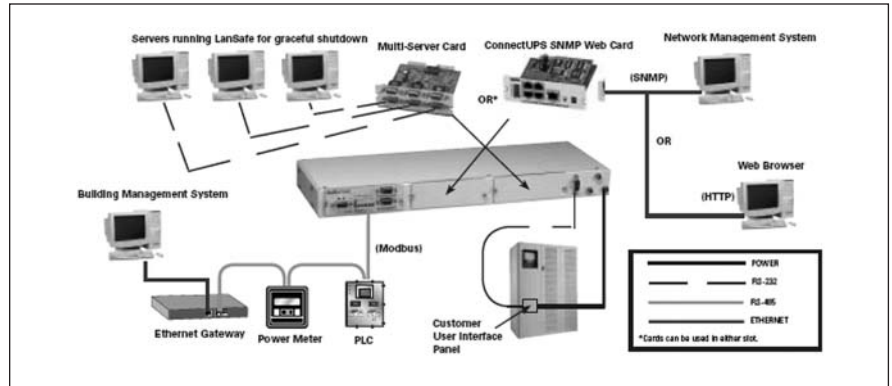 Servers running LanSafe for graceful shutdown
Multi-Server Card
ConnectUPS SNMP Web Card
Network Management System
(SNMP)
OR*
OR
Web Browser
(HTTP)
Building Management System
(Modbus)
Ethernet Gateway
Power Meter
PLC
Customer
User Interface
Panel
POWER
RS-232
RS-485
ETHERNET
*Cards can be used in either slot.